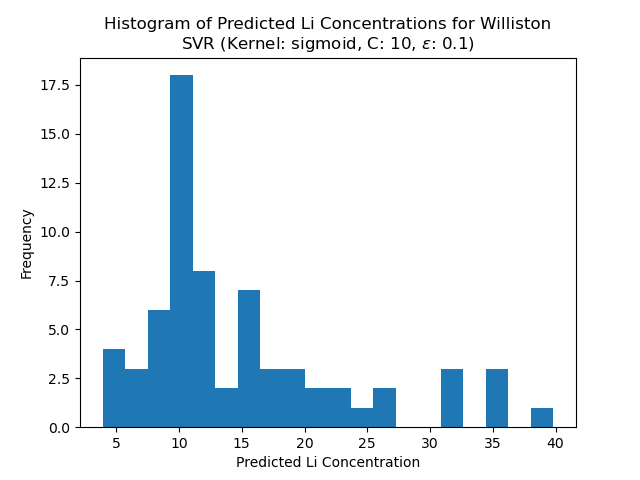 Histogram of Predicted Li Concentrations for Williston
SVR (Kernel: sigmoid, C: 10, ε: 0.1)
17.5
15.0
12.5
10.0
7.5
5.0
2.5
0.0
Frequency
5 10 15 20 25 30 35 40
Predicted Li Concentration